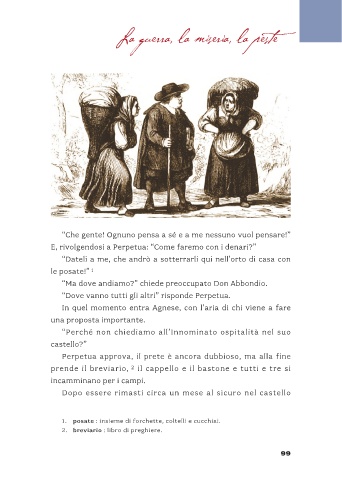 La guerra, la miseria, la peste
“Che gente! Ognuno pensa a sé e a me nessuno vuol pensare!”
E, rivolgendosi a Perpetua: “Come faremo con i denari?”
“Dateli a me, che andrò a sotterrarli qui nell’orto di casa con
le posate!” 1
“Ma dove andiamo?” chiede preoccupato Don Abbondio.
“Dove vanno tutti gli altri” risponde Perpetua.
In quel momento entra Agnese, con l’aria di chi viene a fare
una proposta importante.
“Perché non chiediamo all’Innominato ospitalità nel suo
castello?”
Perpetua approva, il prete è ancora dubbioso, ma alla fine
prende il breviario, 2 il cappello e il bastone e tutti e tre si
incamminano per i campi.
Dopo essere rimasti circa un mese al sicuro nel castello
1. posate : insieme di forchette, coltelli e cucchiai.
2. breviario : libro di preghiere.
99